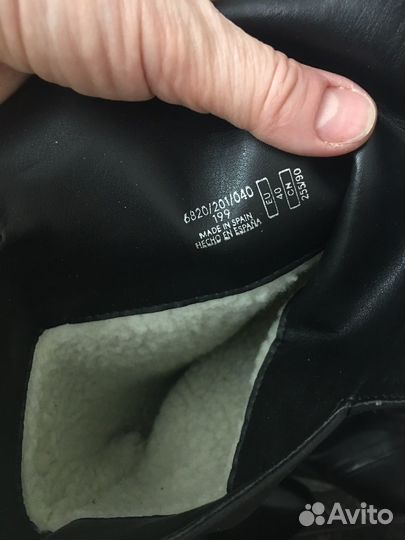 6820/201/040
199
MADE IN SPAIN
HECHO EN ESPAÑA
EU
40
CN
255/90
Avito